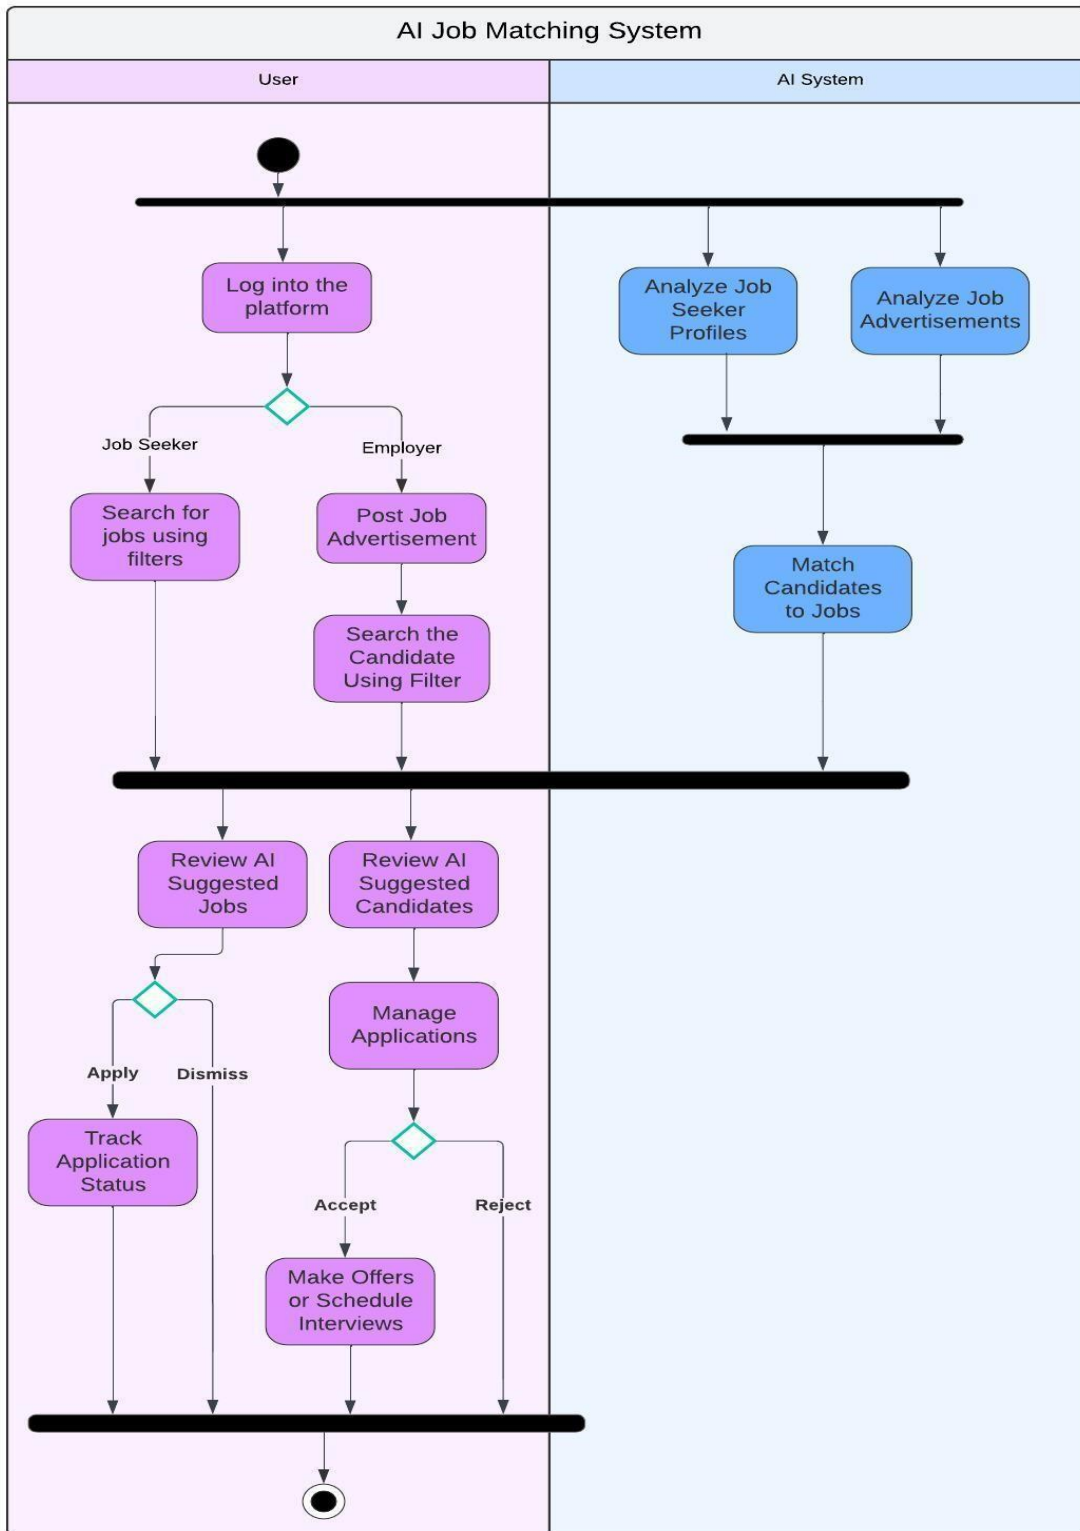 AI Job Matching System
User
AI System
Log into the
platform
Analyze Job
Seeker
Profiles
Analyze Job
Advertisements
Job Seeker
Employer
Search for
jobs using
filters
Post Job
Advertisement
Match
Candidates
to Jobs
Search the
Candidate
Using Filter
Review AI
Suggested
Jobs
Review AI
Suggested
Candidates
Manage
Applications
Apply
Dismiss
Track
Application
Status
Accept
Reject
Make Offers
or Schedule
Interviews